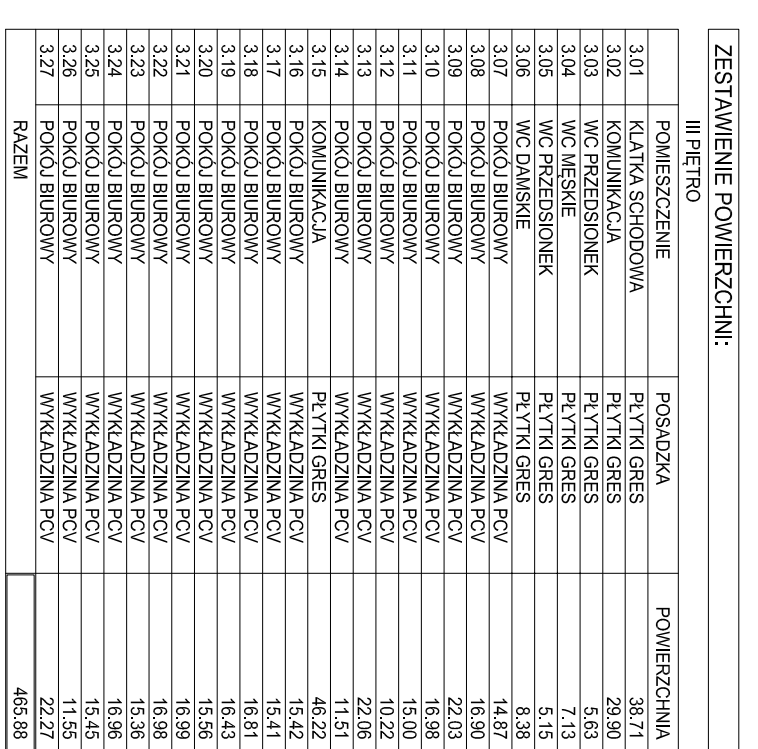 ZESTAWIENIE POWIERZCHNI:
III PIĘTRO
POMIESZCZENIE POSADZKA POWIERZCHNIA
3.01 KLATKA SCHODOWA PŁYTKI GRES 38.71
3.02 KOMUNIKACJA PŁYTKI GRES 29.90
3.03 WC PRZEDSIONEK PŁYTKI GRES 5.63
3.04 WC MĘSKIE PŁYTKI GRES 7.13
3.05 WC PRZEDSIONEK PŁYTKI GRES 5.15
3.06 WC DAMSKIE PŁYTKI GRES 8.38
3.07 POKÓJ BIUROWY WYKŁADZINA PCV 14.87
3.08 POKÓJ BIUROWY WYKŁADZINA PCV 16.90
3.09 POKÓJ BIUROWY WYKŁADZINA PCV 22.03
3.10 POKÓJ BIUROWY WYKŁADZINA PCV 16.98
3.11 POKÓJ BIUROWY WYKŁADZINA PCV 15.00
3.12 POKÓJ BIUROWY WYKŁADZINA PCV 10.22
3.13 POKÓJ BIUROWY WYKŁADZINA PCV 22.06
3.14 POKÓJ BIUROWY WYKŁADZINA PCV 11.51
3.15 KOMUNIKACJA PŁYTKI GRES 46.22
3.16 POKÓJ BIUROWY WYKŁADZINA PCV 15.42
3.17 POKÓJ BIUROWY WYKŁADZINA PCV 15.41
3.18 POKÓJ BIUROWY WYKŁADZINA PCV 16.81
3.19 POKÓJ BIUROWY WYKŁADZINA PCV 16.43
3.20 POKÓJ BIUROWY WYKŁADZINA PCV 15.56
3.21 POKÓJ BIUROWY WYKŁADZINA PCV 16.99
3.22 POKÓJ BIUROWY WYKŁADZINA PCV 16.98
3.23 POKÓJ BIUROWY WYKŁADZINA PCV 15.36
3.24 POKÓJ BIUROWY WYKŁADZINA PCV 16.96
3.25 POKÓJ BIUROWY WYKŁADZINA PCV 15.45
3.26 POKÓJ BIUROWY WYKŁADZINA PCV 11.55
3.27 POKÓJ BIUROWY WYKŁADZINA PCV 22.27
RAZEM 465.88